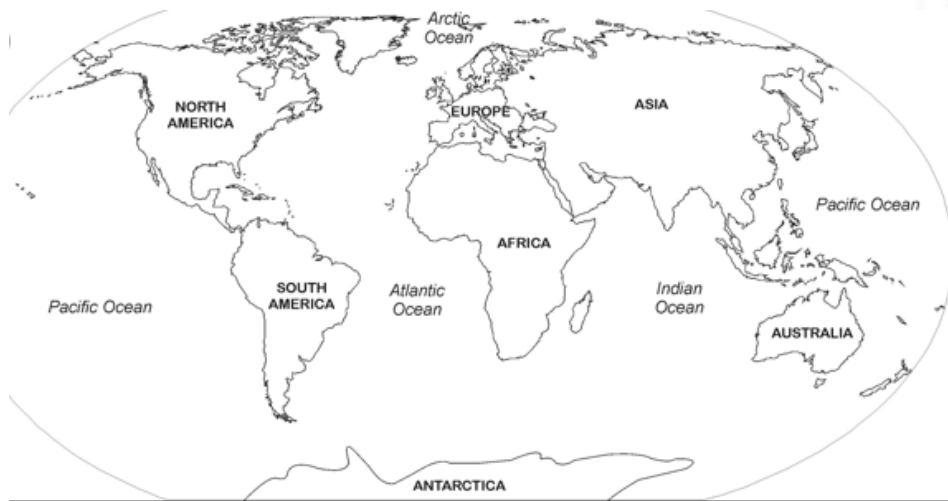 Arctic
Ocean
NORTH
AMERICA
EUROPE
ASIA
Pacific Ocean
AFRICA
SOUTH
AMERICA
Atlantic
Ocean
Indian
Ocean
Pacific Ocean
AUSTRALIA
ANTARCTICA